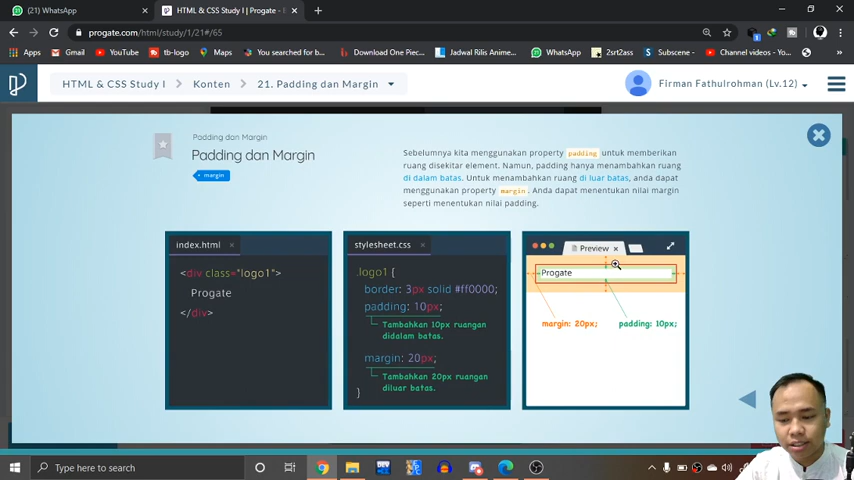 (21) WhatsApp
HTML & CSS Study I | Progate - I
progate.com/html/study/1/21#/65
Apps
Gmail
YouTube
tb-logo
Maps
You searched for b...
Download One Piec...
Jadwal Rilis Anime...
WhatsApp
2srt2ass
Subscene -
Channel videos - Yo...
HTML & CSS Study I
Konten
21. Padding dan Margin
Firman Fathulrohman (Lv.12)
Padding dan Margin
Padding dan Margin
margin
Sebelumnya kita menggunakan property padding untuk memberikan
ruang disekitar element. Namun, padding hanya menambahkan ruang
di dalam batas. Untuk menambahkan ruang di luar batas, anda dapat
menggunakan property margin. Anda dapat menentukan nilai margin
seperti menentukan nilai padding.
index.html
<div class="logo1">
Progate
</div>
stylesheet.css
.logo1 {
border: 3px solid #ff0000;
padding: 10px;
Tambahkan 10px ruangan
didalam batas.
margin: 20px;
Tambahkan 20px ruangan
diluar batas.
}
Preview
Progate
margin: 20px;
padding: 10px;
Type here to search
DEV